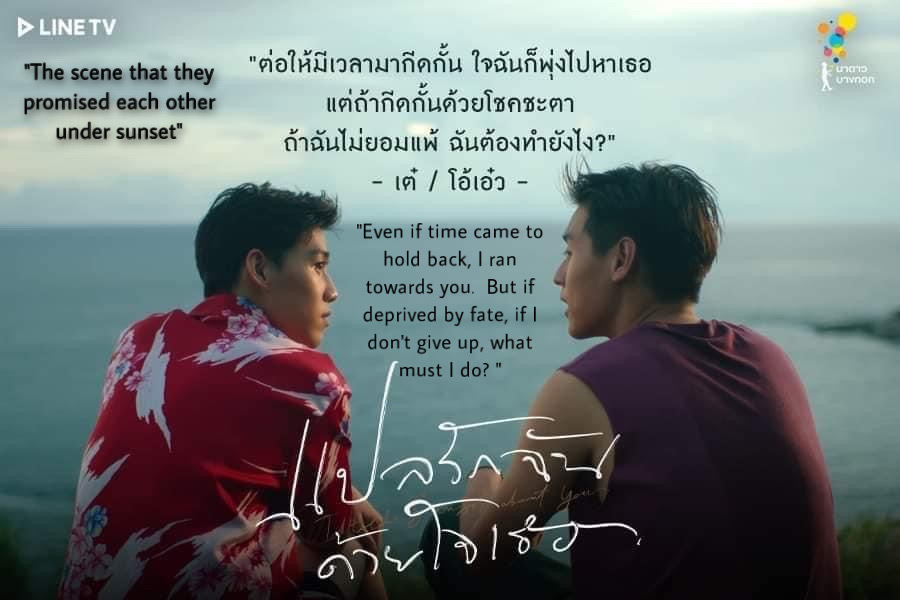 LINE TV
นาดาว
บางกอก
"The scene that they
promised each other
under sunset"
"ต่อให้มีเวลามากีดกั้น ใจฉันก็พุ่งไปหาเธอ
แต่ถ้ากีดกั้นด้วยโชคชะตา
ถ้าฉันไม่ยอมแพ้ ฉันต้องทำยังไง?"
– เต๋ / โอ้เอ๋ว –
"Even if time came to
hold back, I ran
towards you. But if
deprived by fate, if I
don't give up, what
must I do? "
แปลรักฉัน
I Told Sunset about You
ด้วยใจเธอ